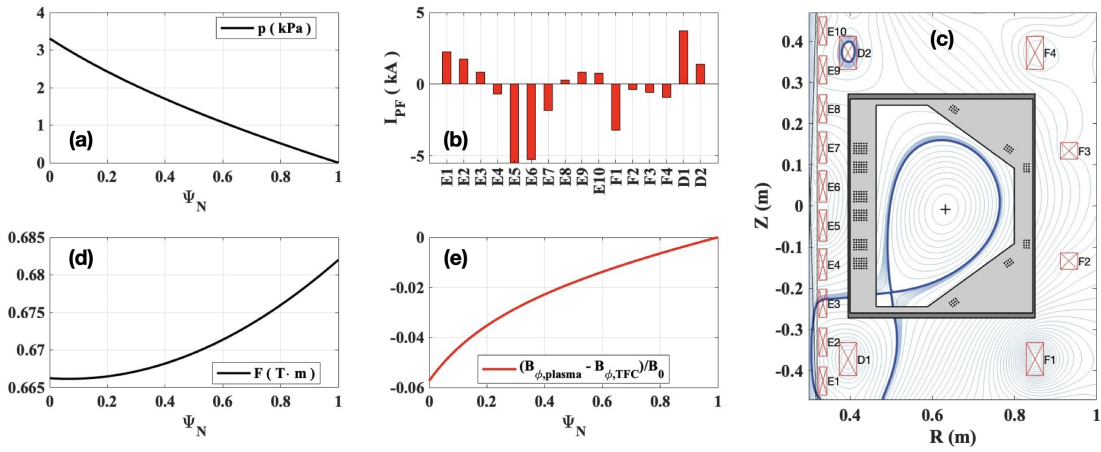 4
3
2
1
0
p ( kPa)
(a)
0
0.2
0.4
0.6
0.8
1
Ψ_N
5
0
-5
I_PF ( kA)
(b)
E1
E2
E3
E4
E5
E6
E7
E8
E9
E10
F1
F2
F3
F4
D1
D2
0.685
0.68
0.675
0.67
0.665
(d)
F ( T· m )
0
0.2
0.4
0.6
0.8
1
Ψ_N
0
-0.02
-0.04
-0.06
(e)
(B_ϕ,plasma - B_ϕ,TFC)/B_0
0
0.2
0.4
0.6
0.8
1
Ψ_N
(c)
0.4
0.3
0.2
0.1
0
-0.1
-0.2
-0.3
-0.4
Z (m)
E10
D2
F4
E9
E8
E7
F3
E6
E5
E4
F2
E3
E2
D1
F1
E1
0.4
0.6
0.8
1
R (m)